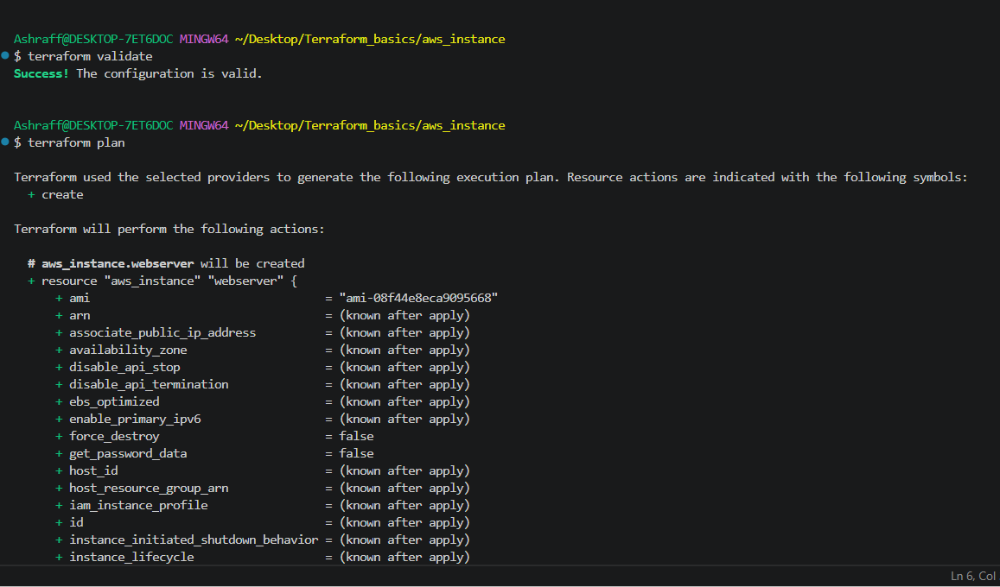 Ashraff@DESKTOP-7ET6DOC MINGW64 ~/Desktop/Terraform_basics/aws_instance
$ terraform validate
Success! The configuration is valid.
Ashraff@DESKTOP-7ET6DOC MINGW64 ~/Desktop/Terraform_basics/aws_instance
$ terraform plan
Terraform used the selected providers to generate the following execution plan. Resource actions are indicated with the following symbols:
+ create
Terraform will perform the following actions:
# aws_instance.webserver will be created
+ resource "aws_instance" "webserver" {
+ ami = "ami-08f44e8eca9095668"
+ arn = (known after apply)
+ associate_public_ip_address = (known after apply)
+ availability_zone = (known after apply)
+ disable_api_stop = (known after apply)
+ disable_api_termination = (known after apply)
+ ebs_optimized = (known after apply)
+ enable_primary_ipv6 = (known after apply)
+ force_destroy = false
+ get_password_data = false
+ host_id = (known after apply)
+ host_resource_group_arn = (known after apply)
+ iam_instance_profile = (known after apply)
+ id = (known after apply)
+ instance_initiated_shutdown_behavior = (known after apply)
+ instance_lifecycle = (known after apply)
Ln 6, Col